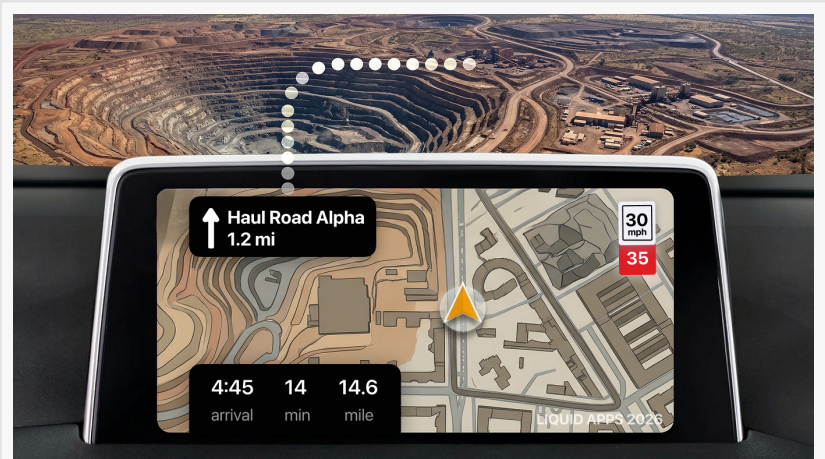 Haul Road Alpha
1.2 mi
30
mph
35
4:45 14 14.6
arrival min mile
LIQUID APPS 2026